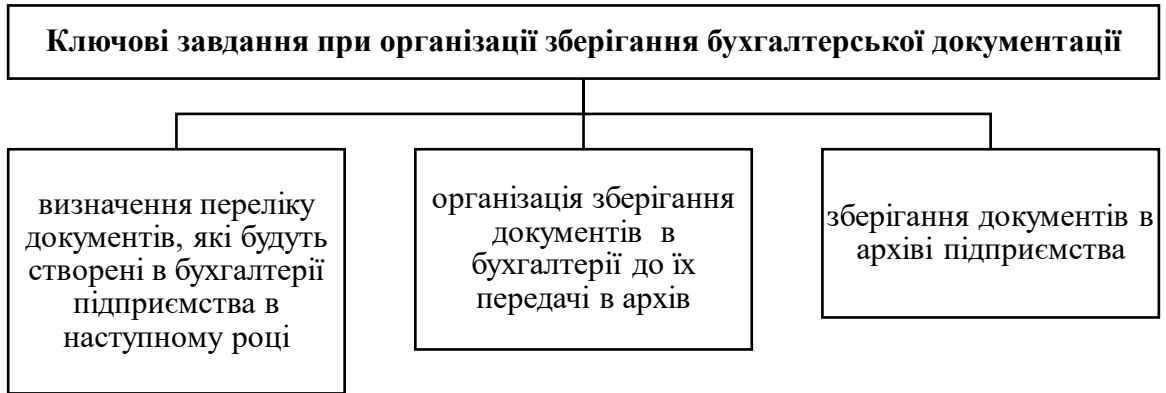 Ключові завдання при організації зберігання бухгалтерської документації
визначення переліку
документів, які будуть
створені в бухгалтерії
підприємства в
наступному році
організація зберігання
документів в
бухгалтерії до їх
передачі в архів
зберігання документів в
архіві підприємства